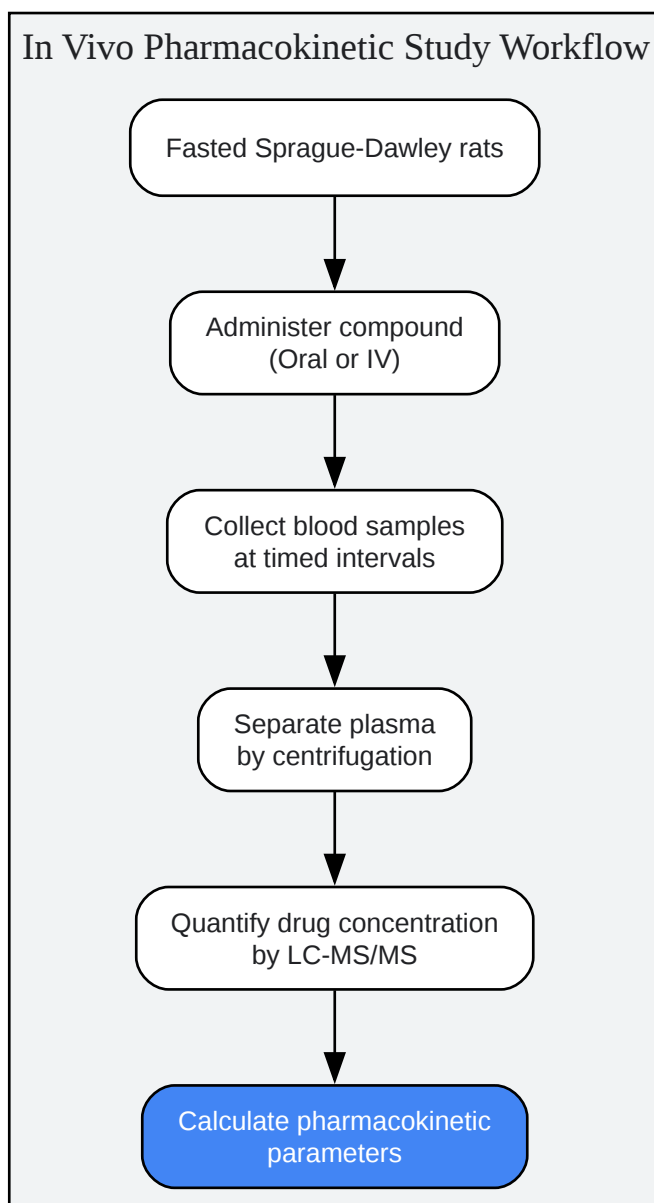 In Vivo Pharmacokinetic Study Workflow
Fasted Sprague-Dawley rats
Administer compound
(Oral or IV)
Collect blood samples
at timed intervals
Separate plasma
by centrifugation
Quantify drug concentration
by LC-MS/MS
Calculate pharmacokinetic
parameters